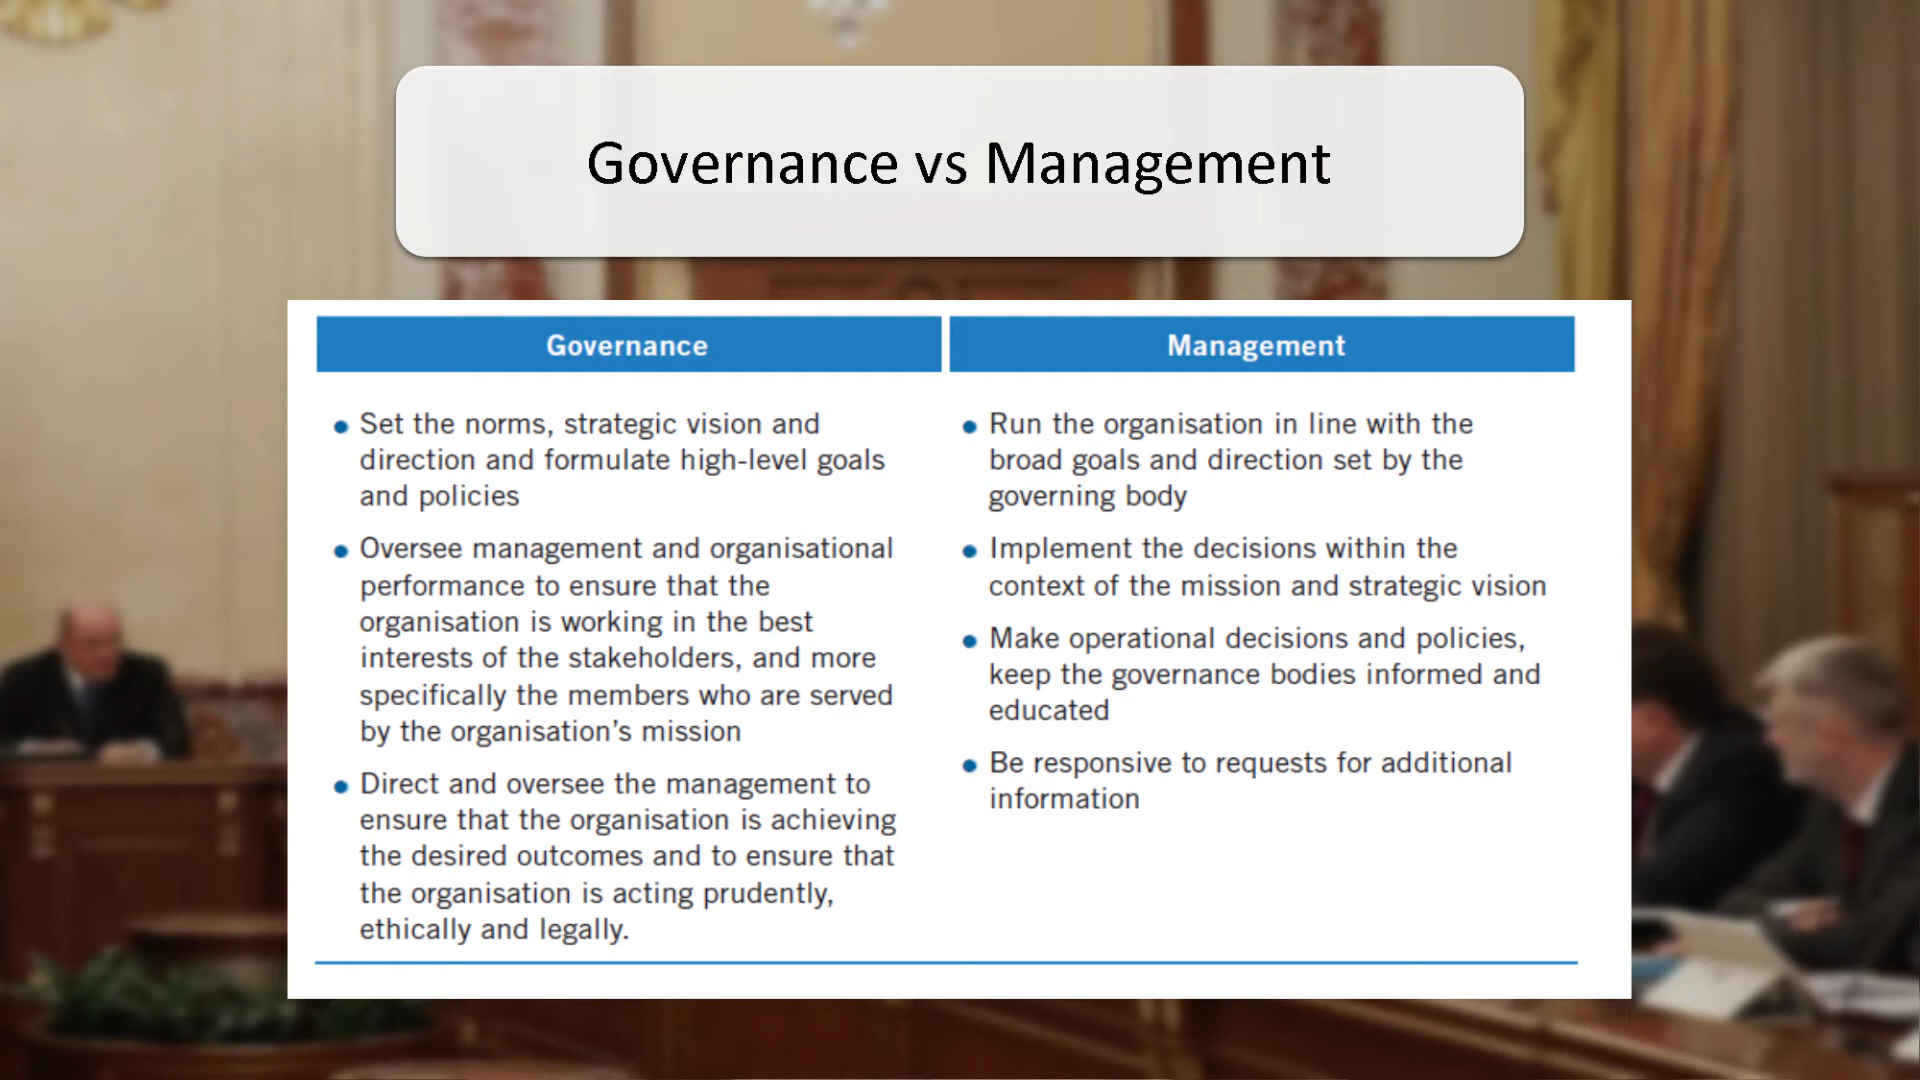 Governance vs Management
Governance
Set the norms, strategic vision and
direction and formulate high-level goals
and policies
Oversee management and organisational
performance to ensure that the
organisation is working in the best
interests of the stakeholders, and more
specifically the members who are served
by the organisation's mission
Direct and oversee the management to
ensure that the organisation is achieving
the desired outcomes and to ensure that
the organisation is acting prudently,
ethically and legally.
Management
Run the organisation in line with the
broad goals and direction set by the
governing body
Implement the decisions within the
context of the mission and strategic vision
Make operational decisions and policies,
keep the governance bodies informed and
educated
Be responsive to requests for additional
information